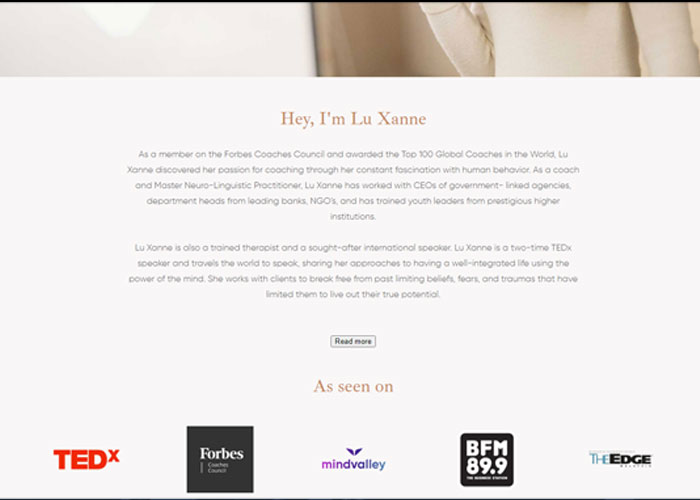 Hey, I'm Lu Xanne
As a member on the Forbes Coaches Council and awarded the Top 100 Global Coaches in the World, Lu
Xanne discovered her passion for coaching through her constant fascination with human behavior. As a coach
and Master Neuro-Linguistic Practitioner, Lu Xanne has worked with CEOs of government- linked agencies,
department heads from leading banks, NGO's, and has trained youth leaders from prestigious higher
institutions.
Lu Xanne is also a trained therapist and a sought-after international speaker. Lu Xanne is a two-time TEDx
speaker and travels the world to speak, sharing her approaches to having a well-integrated life using the
power of the mind. She works with clients to break free from past limiting beliefs, fears, and traumas that have
limited them to live out their true potential.
Read more
As seen on
TEDx
Forbes
Coaches
Council
mindvalley
BFM
89.9
THE BUSINESS STATION
THE EDGE
MALAYSIA